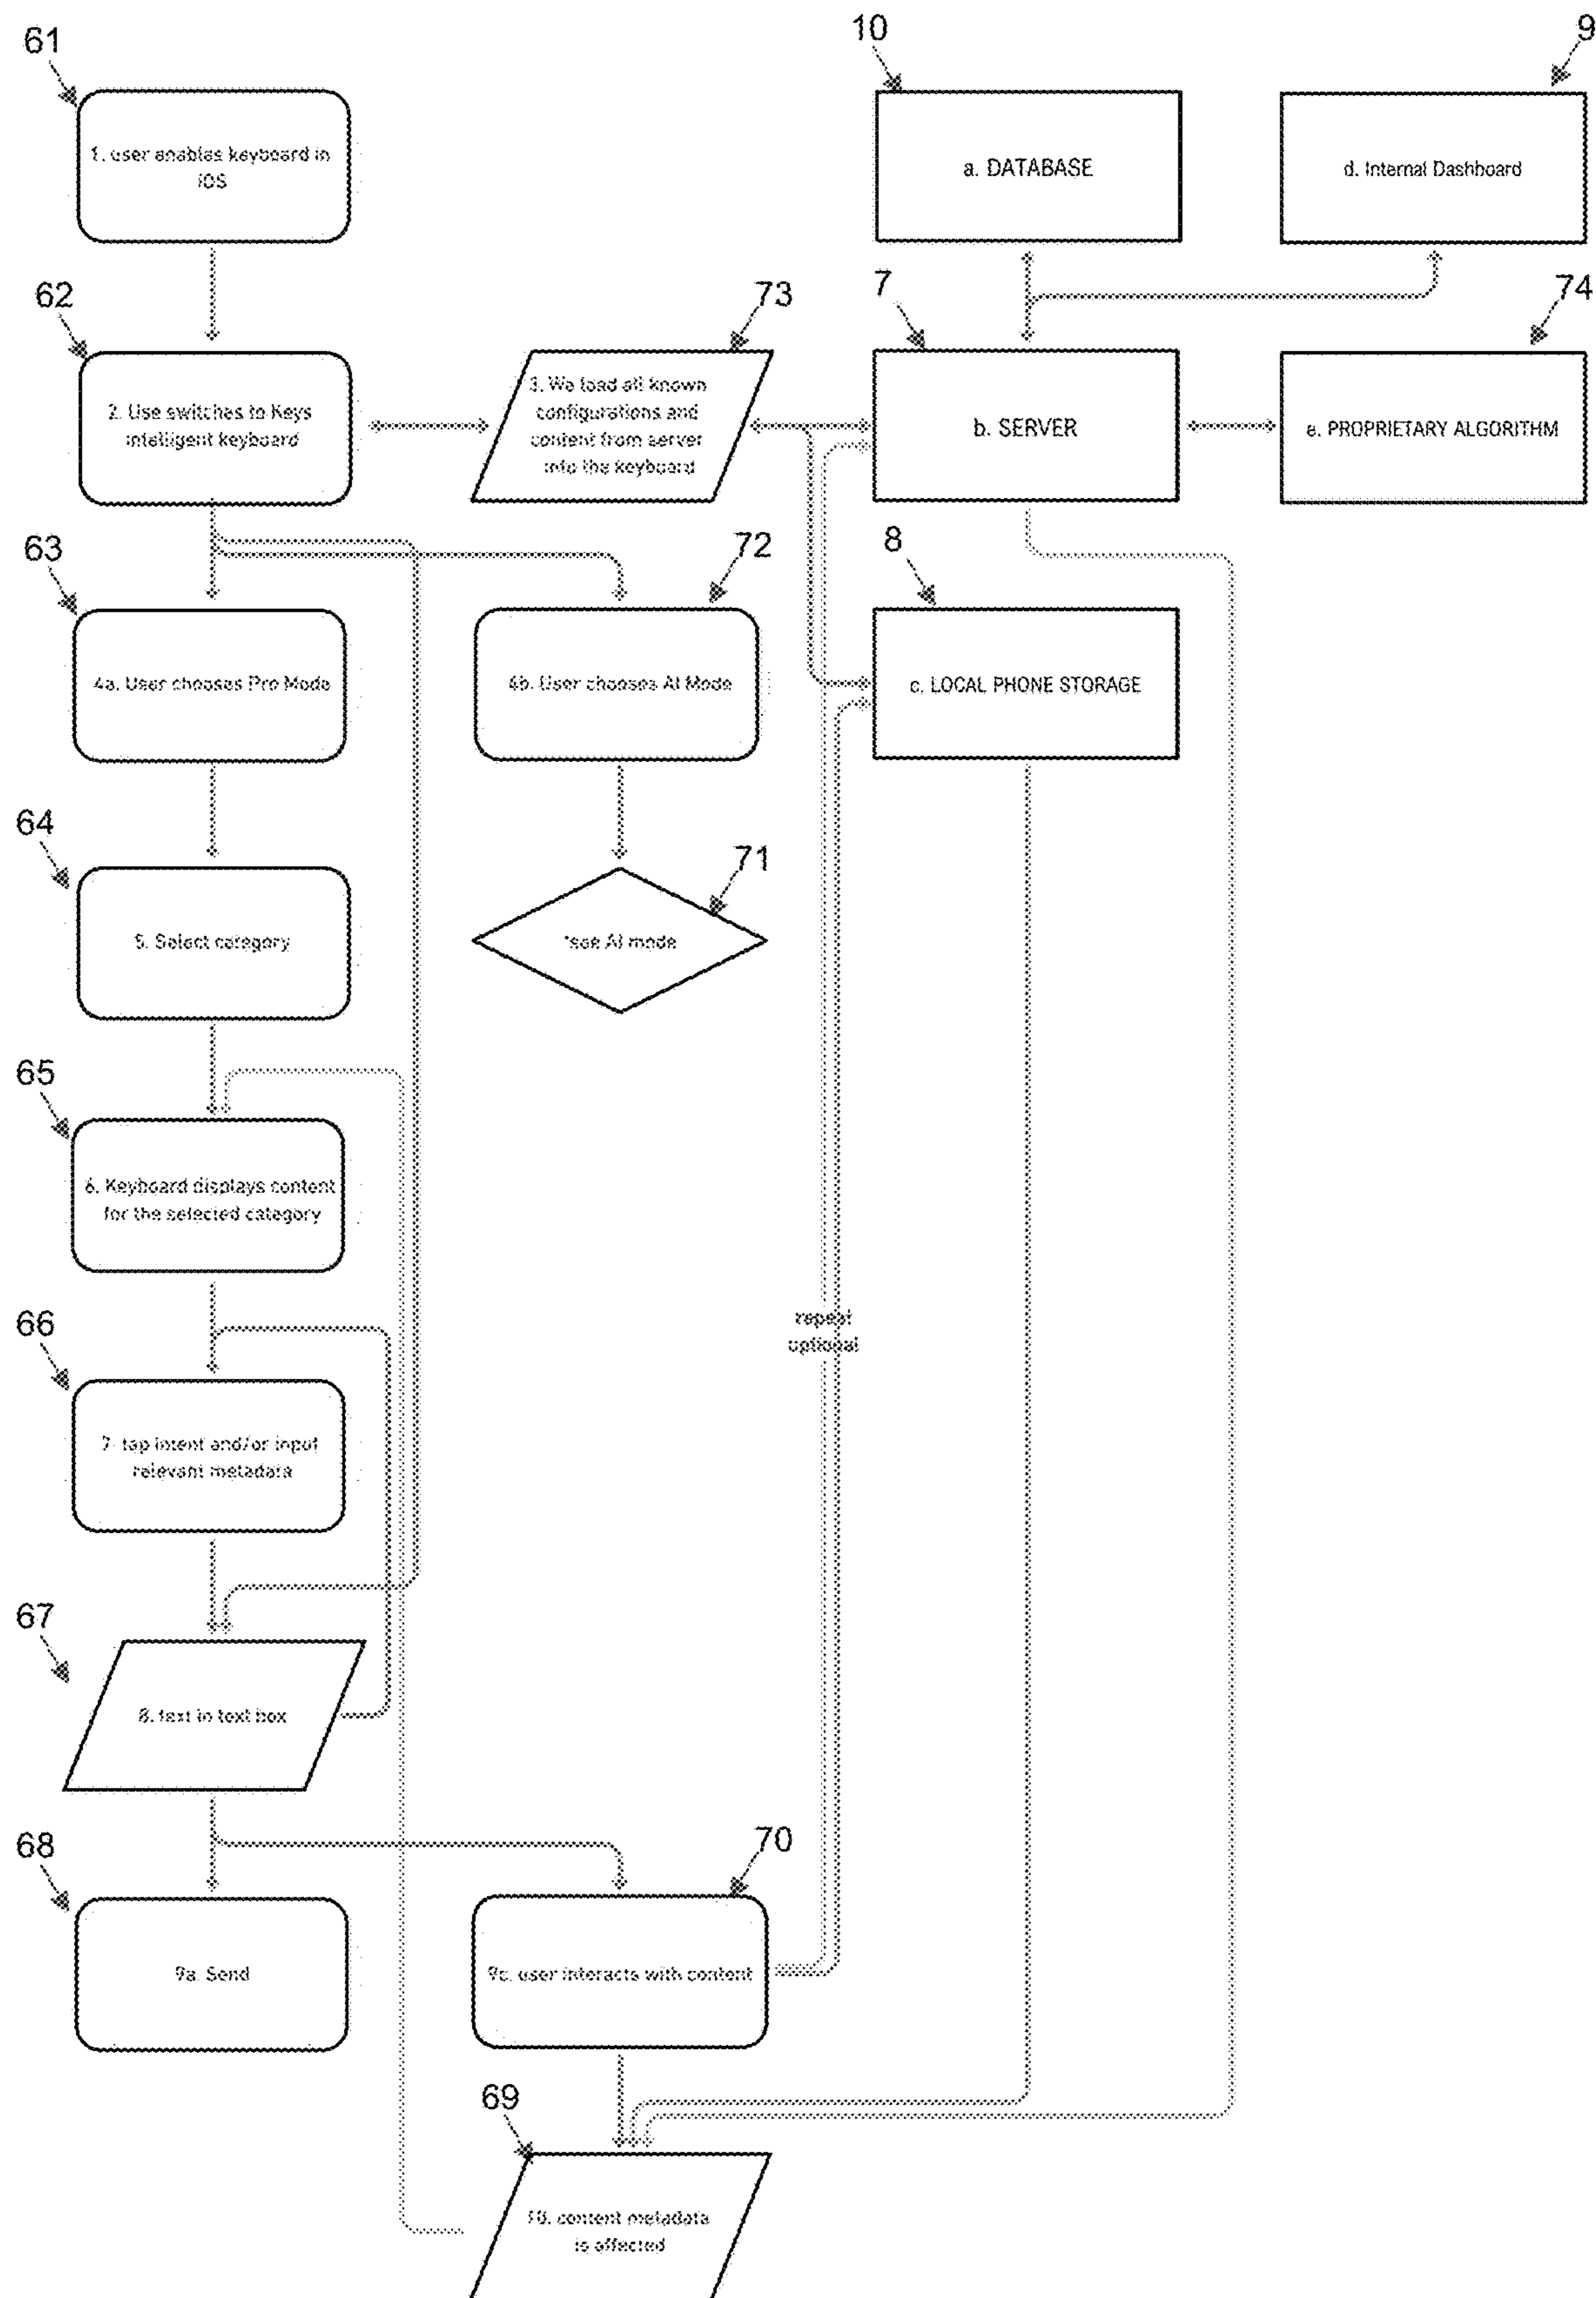 61
10
9
1. user enables keyboard in
iOS
a. DATABASE
d. Internal Dashboard
62
73
7
74
2. Use switches to Keys
intelligent keyboard
3. We load all known
configurations and
content from server
into the keyboard
b. SERVER
e. PROPRIETARY ALGORITHM
63
72
8
4a. User chooses Pro Mode
4b. User chooses AI Mode
c. LOCAL PHONE STORAGE
64
71
5. Select category
*see AI mode
65
6. Keyboard displays content
for the selected category
66
repeat
optional
7. tap intent and/or input
relevant metadata
67
8. text in text box
68
70
9a. Send
9c. user interacts with content
69
10. content metadata
is affected